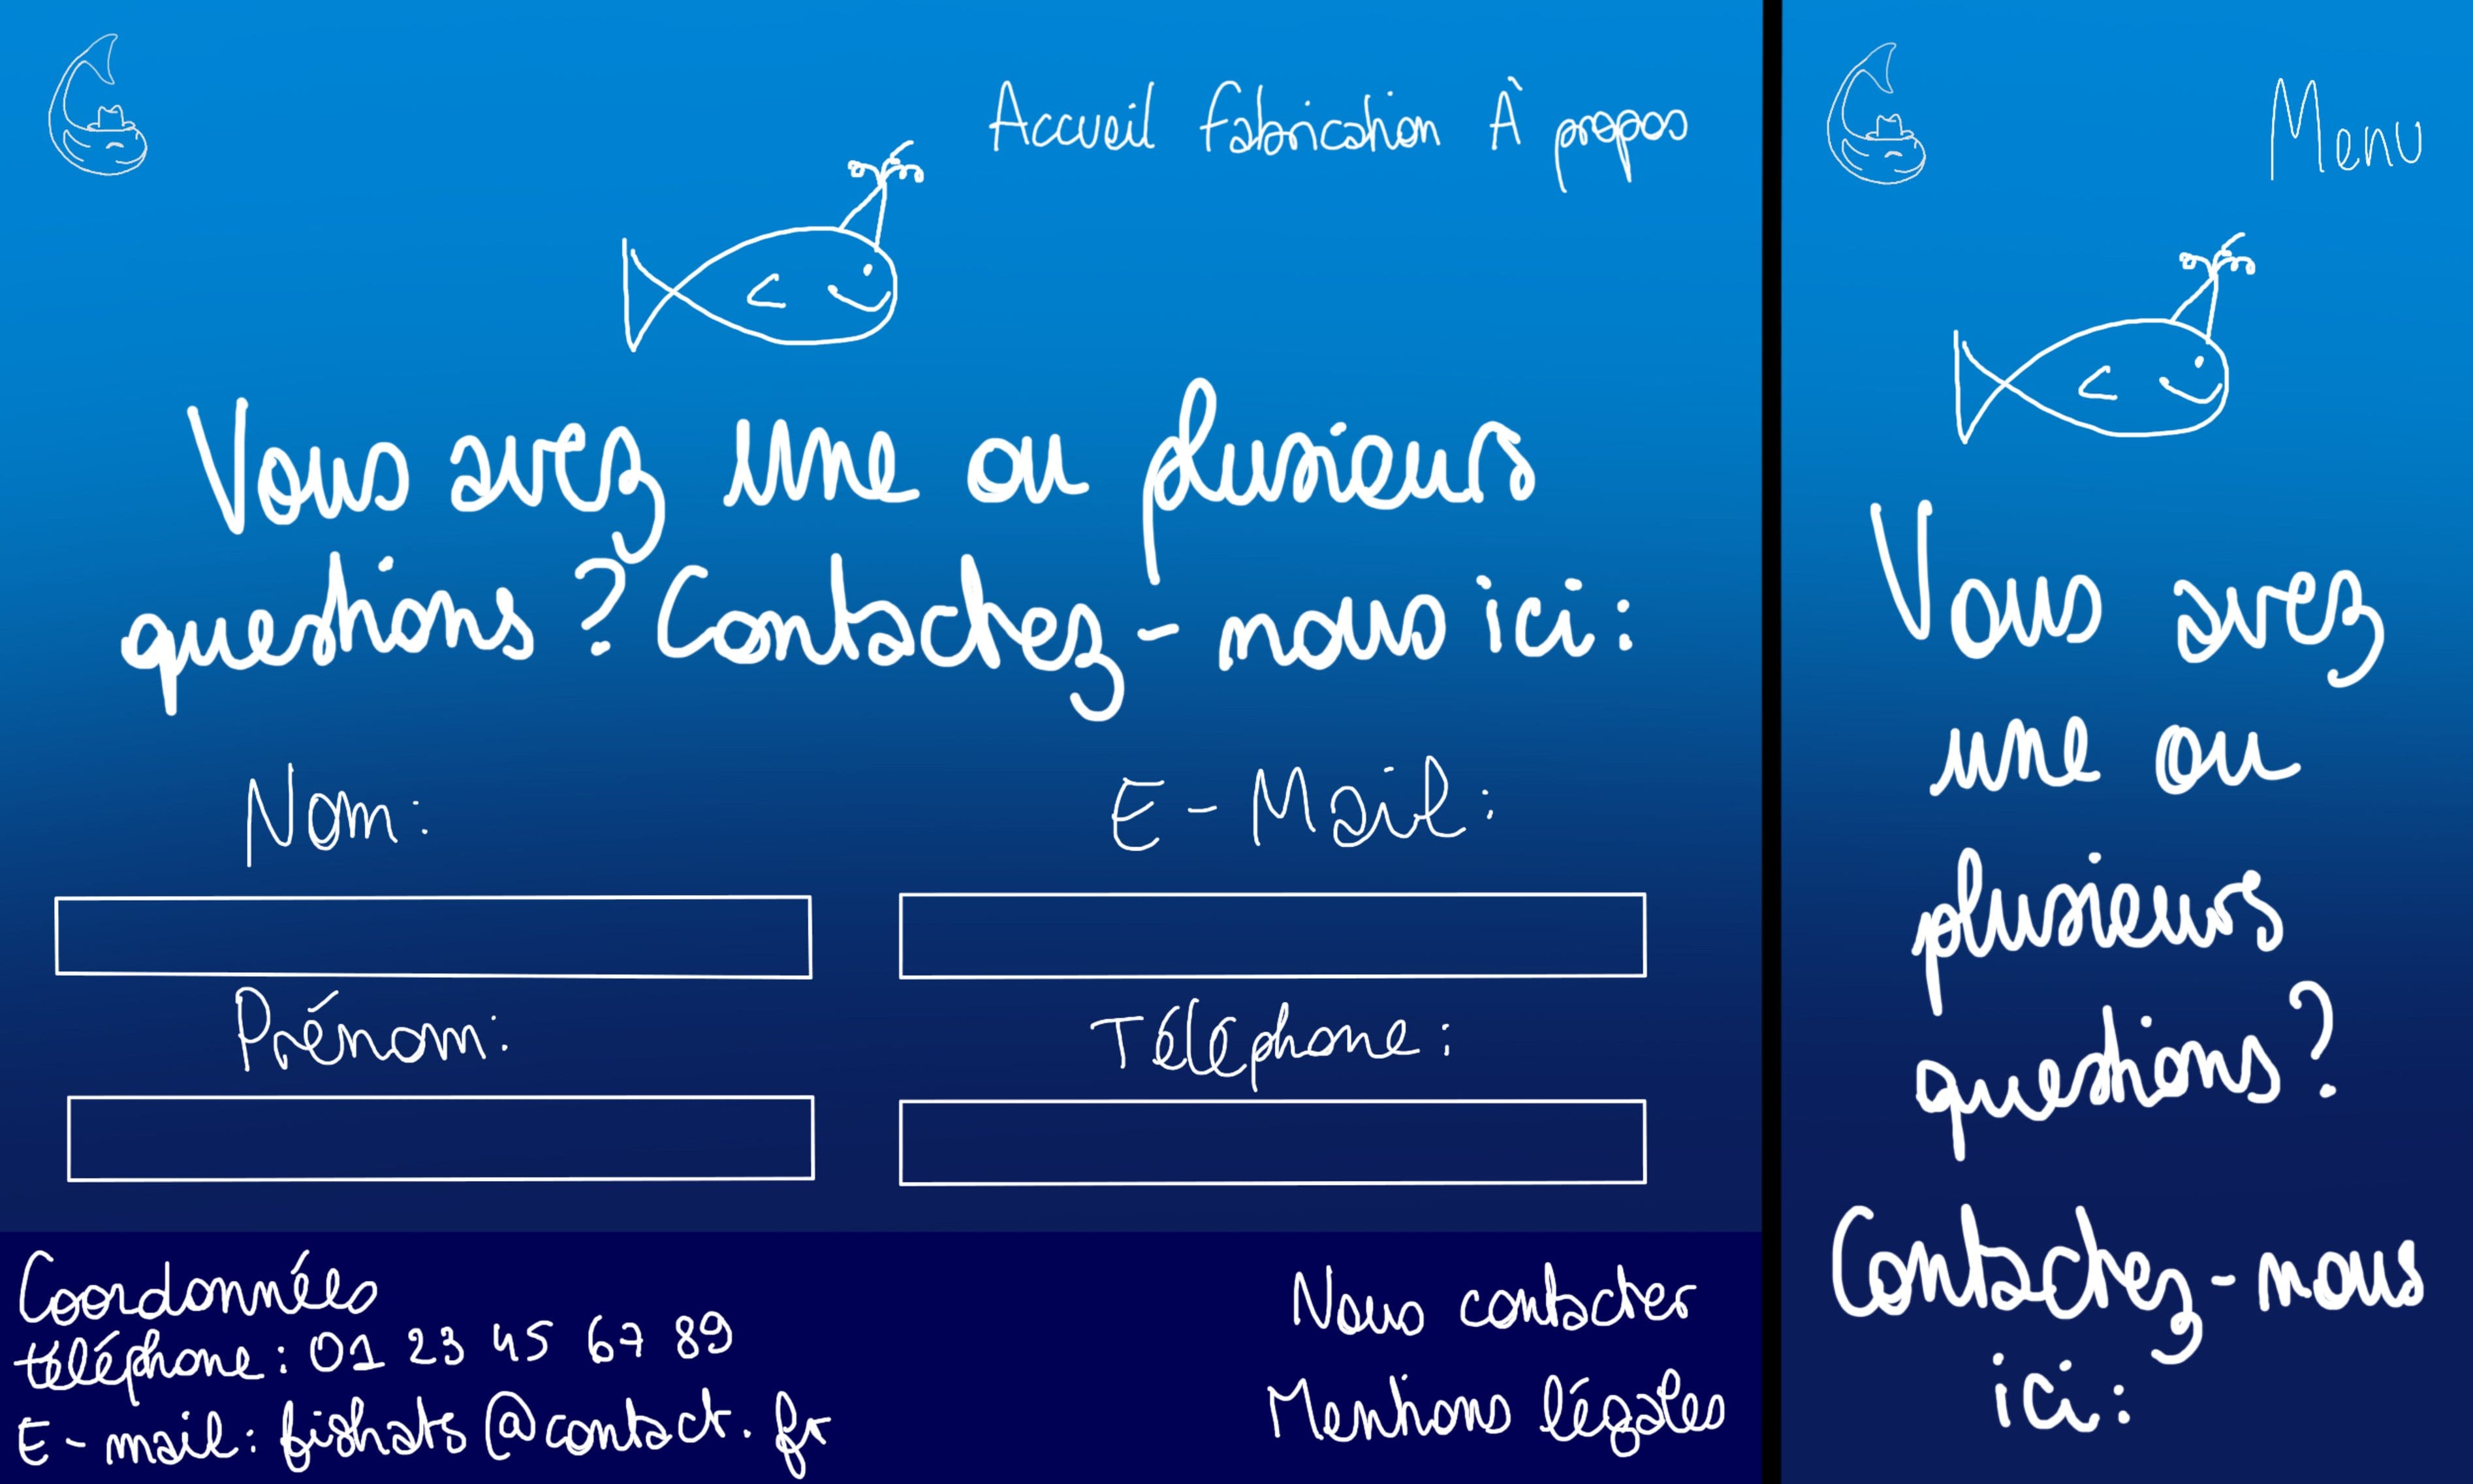 Accueil Fabrication À propos
Vous avez une ou plusieurs
questions ? Contactez-nous ici :
Nom :
E-Mail :
Prénom :
Téléphone :
Coordonnées
téléphone : 01 23 45 67 89
E-mail : fishats@contact.fr
Nous contacter
Mentions légales
Menu
Vous avez
une ou
plusieurs
questions ?
Contactez-nous
ici :